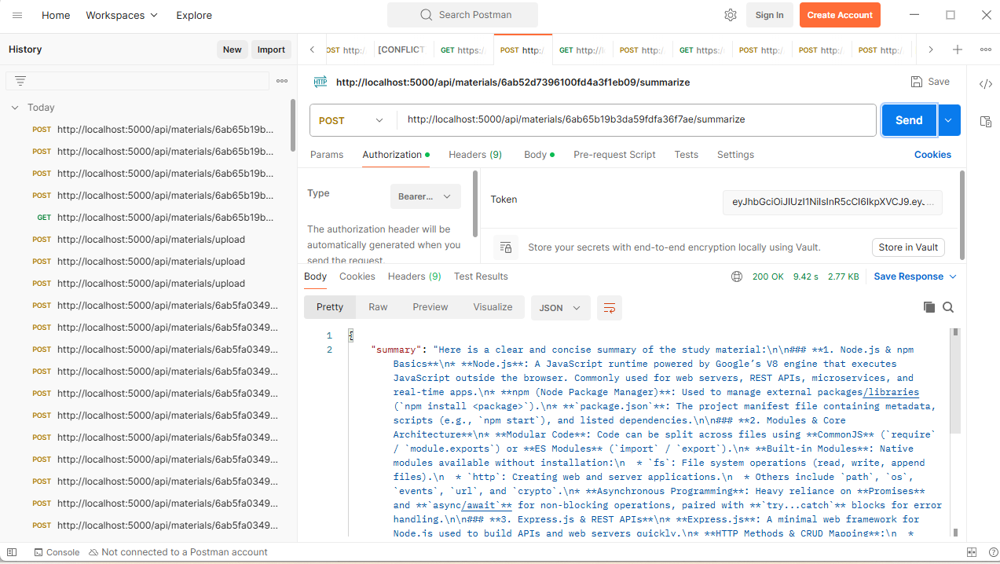 Home Workspaces Explore Search Postman Sign In Create Account
History New Import
OST http:/ [CONFLICT GET https: POST http: GET http://l POST http:/ GET https: POST http:/ POST http:/ POST http:/
HTTP http://localhost:5000/api/materials/6ab52d7396100fd4a3f1eb09/summarize Save
Today
POST http://localhost:5000/api/materials/6ab65b19b...
POST http://localhost:5000/api/materials/6ab65b19b...
POST http://localhost:5000/api/materials/6ab65b19b...
POST http://localhost:5000/api/materials/6ab65b19b...
GET http://localhost:5000/api/materials/6ab65b19b...
POST http://localhost:5000/api/materials/upload
POST http://localhost:5000/api/materials/upload
POST http://localhost:5000/api/materials/upload
POST http://localhost:5000/api/materials/6ab5fa0349...
POST http://localhost:5000/api/materials/6ab5fa0349...
POST http://localhost:5000/api/materials/6ab5fa0349...
POST http://localhost:5000/api/materials/6ab5fa0349...
POST http://localhost:5000/api/materials/6ab5fa0349...
POST http://localhost:5000/api/materials/6ab5fa0349...
POST http://localhost:5000/api/materials/6ab5fa0349...
POST http://localhost:5000/api/materials/6ab5fa0349...
POST http://localhost:5000/api/materials/6ab5fa0349...
POST http://localhost:5000/api/materials/6ab5fa0349...
POST http://localhost:5000/api/materials/6ab5fa0349...
POST http://localhost:5000/api/materials/6ab65b19b3da59fdfa36f7ae/summarize Send
Params Authorization Headers (9) Body Pre-request Script Tests Settings Cookies
Type Bearer...
The authorization header will be
automatically generated when you
send the request.
Token eyJhbGciOiJIUzI1NiIsInR5cCI6IkpXVCJ9.eyJ...
Store your secrets with end-to-end encryption locally using Vault. Store in Vault
Body Cookies Headers (9) Test Results 200 OK 9.42 s 2.77 KB Save Response
Pretty Raw Preview Visualize JSON
1 {
2 "summary": "Here is a clear and concise summary of the study material:\n\n### **1. Node.js & npm
Basics**\n* **Node.js**: A JavaScript runtime powered by Google’s V8 engine that executes
JavaScript outside the browser. Commonly used for web servers, REST APIs, microservices, and
real-time apps.\n* **npm (Node Package Manager)**: Used to manage external packages/libraries
(`npm install <package>`).\n* **`package.json`**: The project manifest file containing metadata,
scripts (e.g., `npm start`), and listed dependencies.\n\n### **2. Modules & Core
Architecture**\n* **Modular Code**: Code can be split across files using **CommonJS** (`require`
/ `module.exports`) or **ES Modules** (`import` / `export`).\n* **Built-in Modules**: Native
modules available without installation:\n  * `fs`: File system operations (read, write, append
files).\n  * `http`: Creating web and server applications.\n  * Others include `path`, `os`,
`events`, `url`, and `crypto`.\n* **Asynchronous Programming**: Heavy reliance on **Promises**
and **`async/await`** for non-blocking operations, paired with **`try...catch`** blocks for error
handling.\n\n### **3. Express.js & REST APIs**\n* **Express.js**: A minimal web framework for
Node.js used to build APIs and web servers quickly.\n* **HTTP Methods & CRUD Mapping**:\n  *
Console Not connected to a Postman account